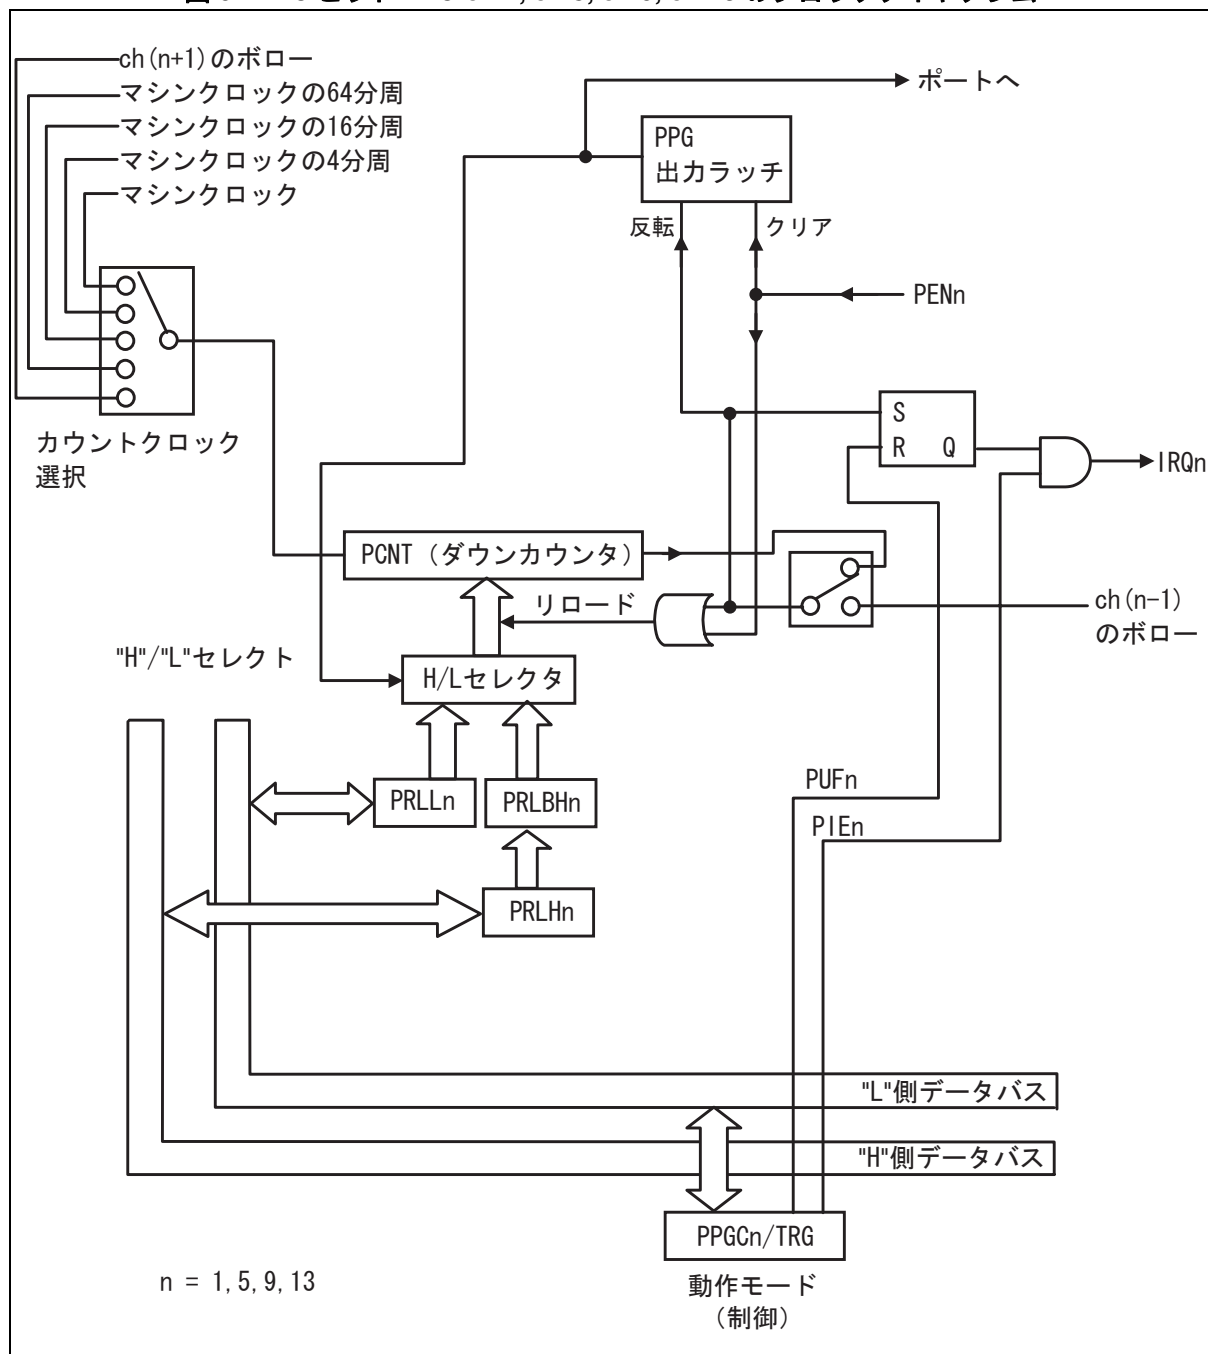 ch(n+1)のボロー
マシンクロックの64分周
マシンクロックの16分周
マシンクロックの4分周
マシンクロック
カウントクロック
選択
ポートへ
PPG
出力ラッチ
反転
クリア
PENn
S
R Q
IRQn
PCNT (ダウンカウンタ)
リロード
ch(n-1)
のボロー
"H"/"L"セレクト
H/Lセレクタ
PRLLn
PRLBHn
PRLHn
PUFn
PIEn
"L"側データバス
"H"側データバス
PPGCn/TRG
動作モード
(制御)
n = 1,5,9,13